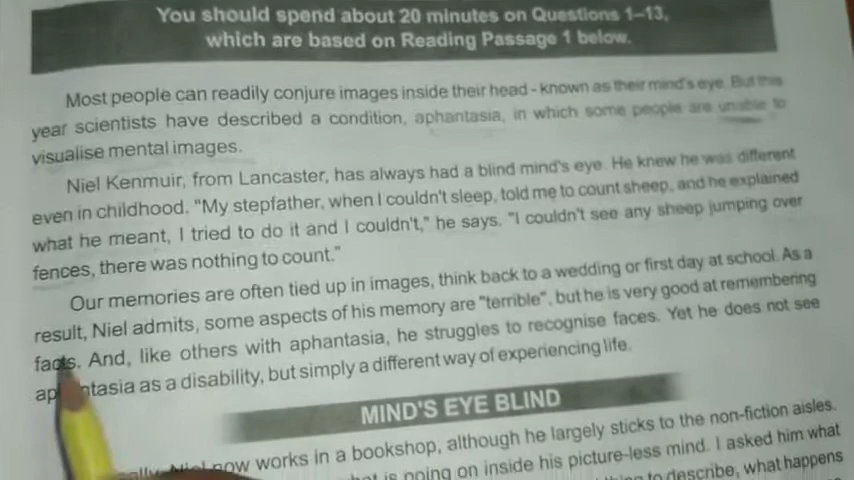 You should spend about 20 minutes on Questions 1-13,
which are based on Reading Passage 1 below.
Most people can readily conjure images inside their head - known as their mind's eye. But this
year scientists have described a condition, aphantasia, in which some people are unable to
visualise mental images.
Niel Kenmuir, from Lancaster, has always had a blind mind's eye. He knew he was different
even in childhood. "My stepfather, when I couldn't sleep, told me to count sheep, and he explained
what he meant, I tried to do it and I couldn't," he says. "I couldn't see any sheep jumping over
fences, there was nothing to count."
Our memories are often tied up in images, think back to a wedding or first day at school. As a
result, Niel admits, some aspects of his memory are "terrible", but he is very good at remembering
facts. And, like others with aphantasia, he struggles to recognise faces. Yet he does not see
aphantasia as a disability, but simply a different way of experiencing life.
MIND'S EYE BLIND
Niel now works in a bookshop, although he largely sticks to the non-fiction aisles.
is going on inside his picture-less mind. I asked him what
to describe, what happens